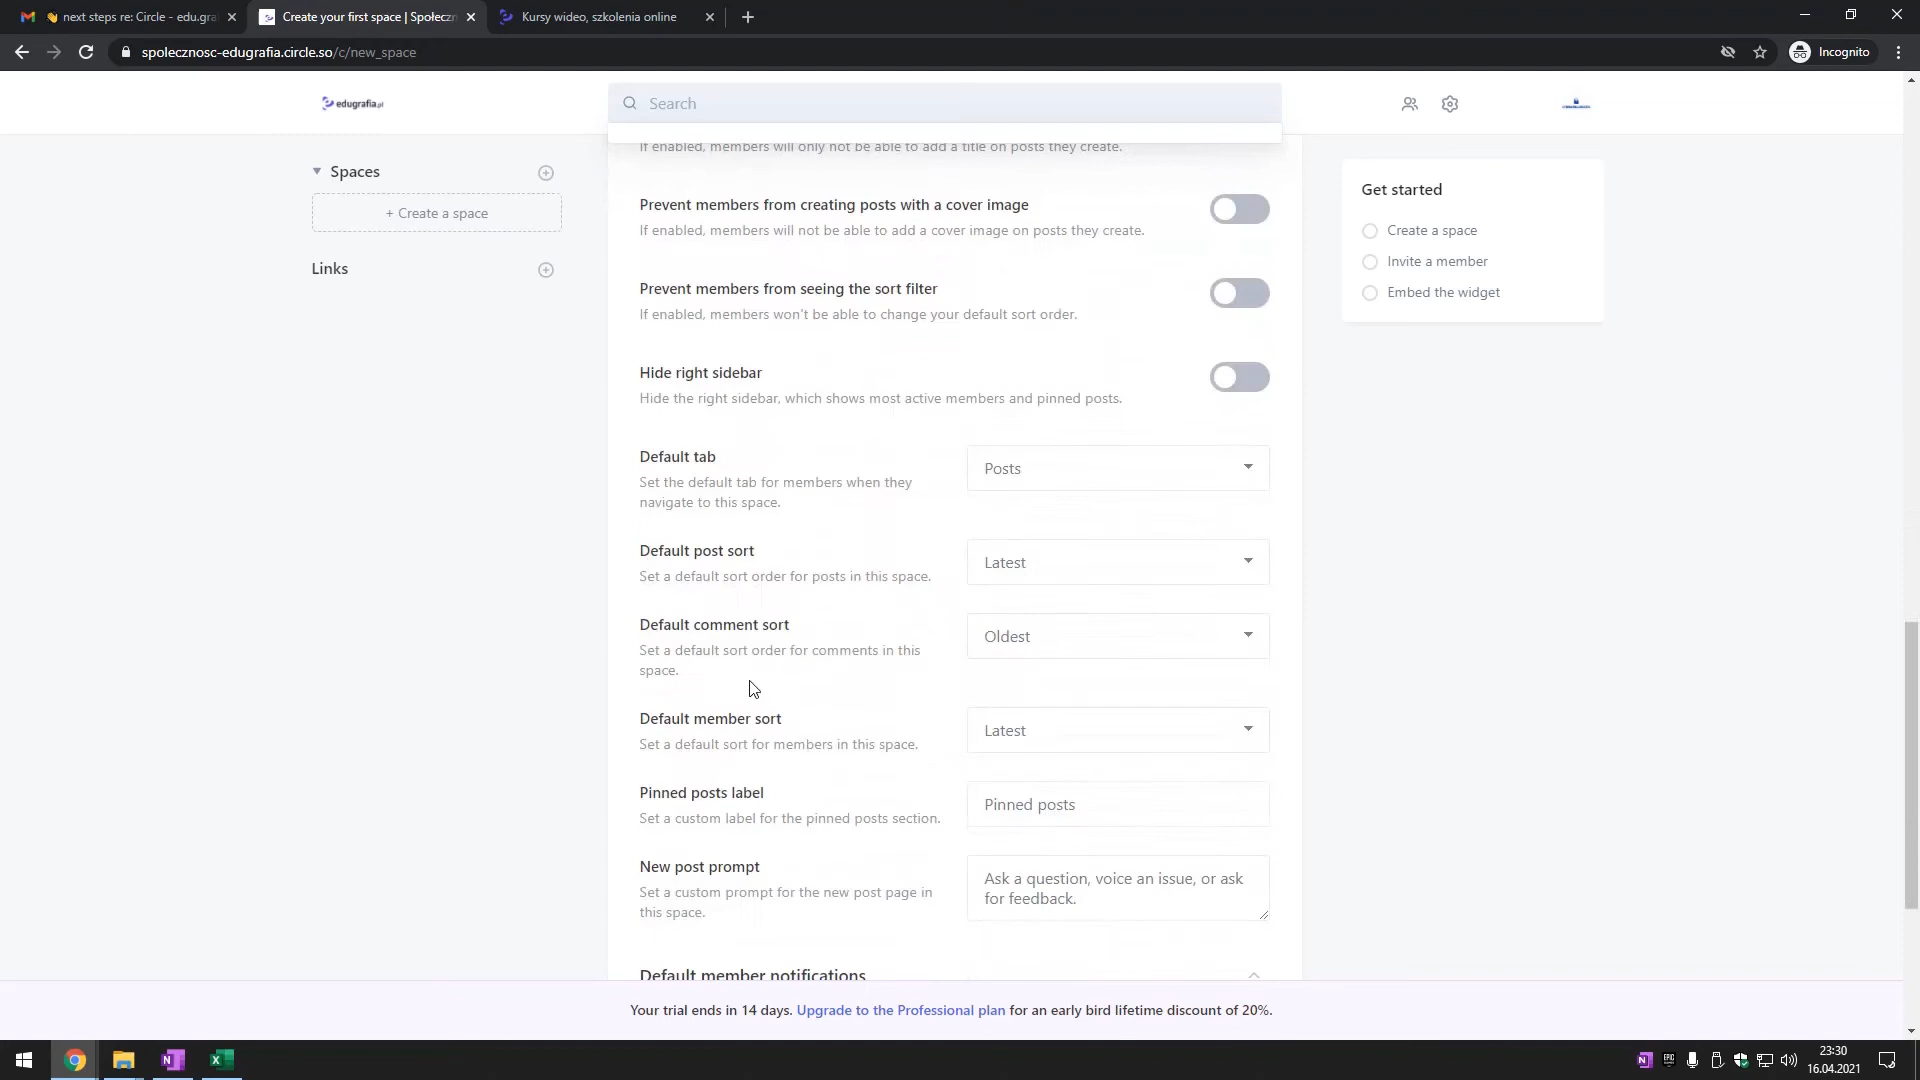 next steps re: Circle - edu.gra
Create your first space | Społeczn
Kursy wideo, szkolenia online
spolecznosc-edugrafia.circle.so/c/new_space
Incognito
edugrafia.pl
Search
Spaces
+ Create a space
Links
If enabled, members will only not be able to add a title on posts they create.
Prevent members from creating posts with a cover image
If enabled, members will not be able to add a cover image on posts they create.
Prevent members from seeing the sort filter
If enabled, members won't be able to change your default sort order.
Hide right sidebar
Hide the right sidebar, which shows most active members and pinned posts.
Default tab
Set the default tab for members when they
navigate to this space.
Posts
Default post sort
Set a default sort order for posts in this space.
Latest
Default comment sort
Set a default sort order for comments in this
space.
Oldest
Default member sort
Set a default sort for members in this space.
Latest
Pinned posts label
Set a custom label for the pinned posts section.
Pinned posts
New post prompt
Set a custom prompt for the new post page in
this space.
Ask a question, voice an issue, or ask
for feedback.
Default member notifications
Get started
Create a space
Invite a member
Embed the widget
Your trial ends in 14 days. Upgrade to the Professional plan for an early bird lifetime discount of 20%.
23:30
16.04.2021